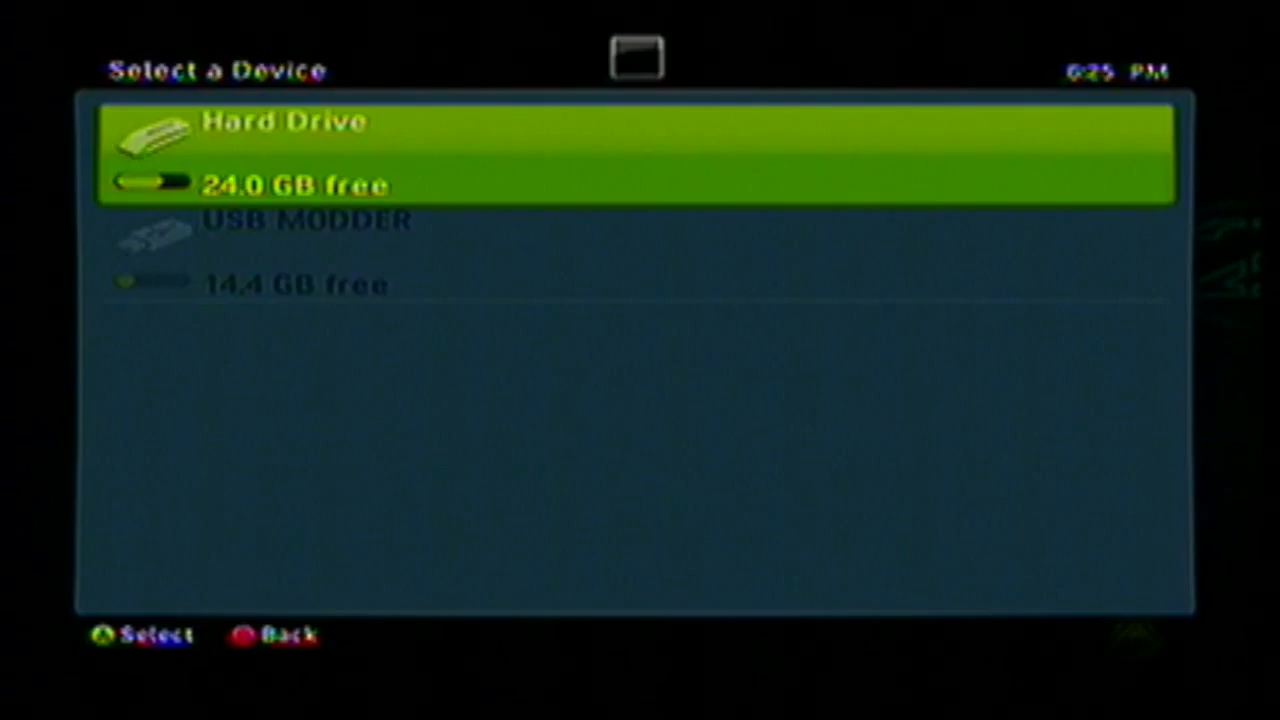 Select a Device
6:25 PM
Hard Drive
24.0 GB free
USB MODDER
14.4 GB free
Select
Back